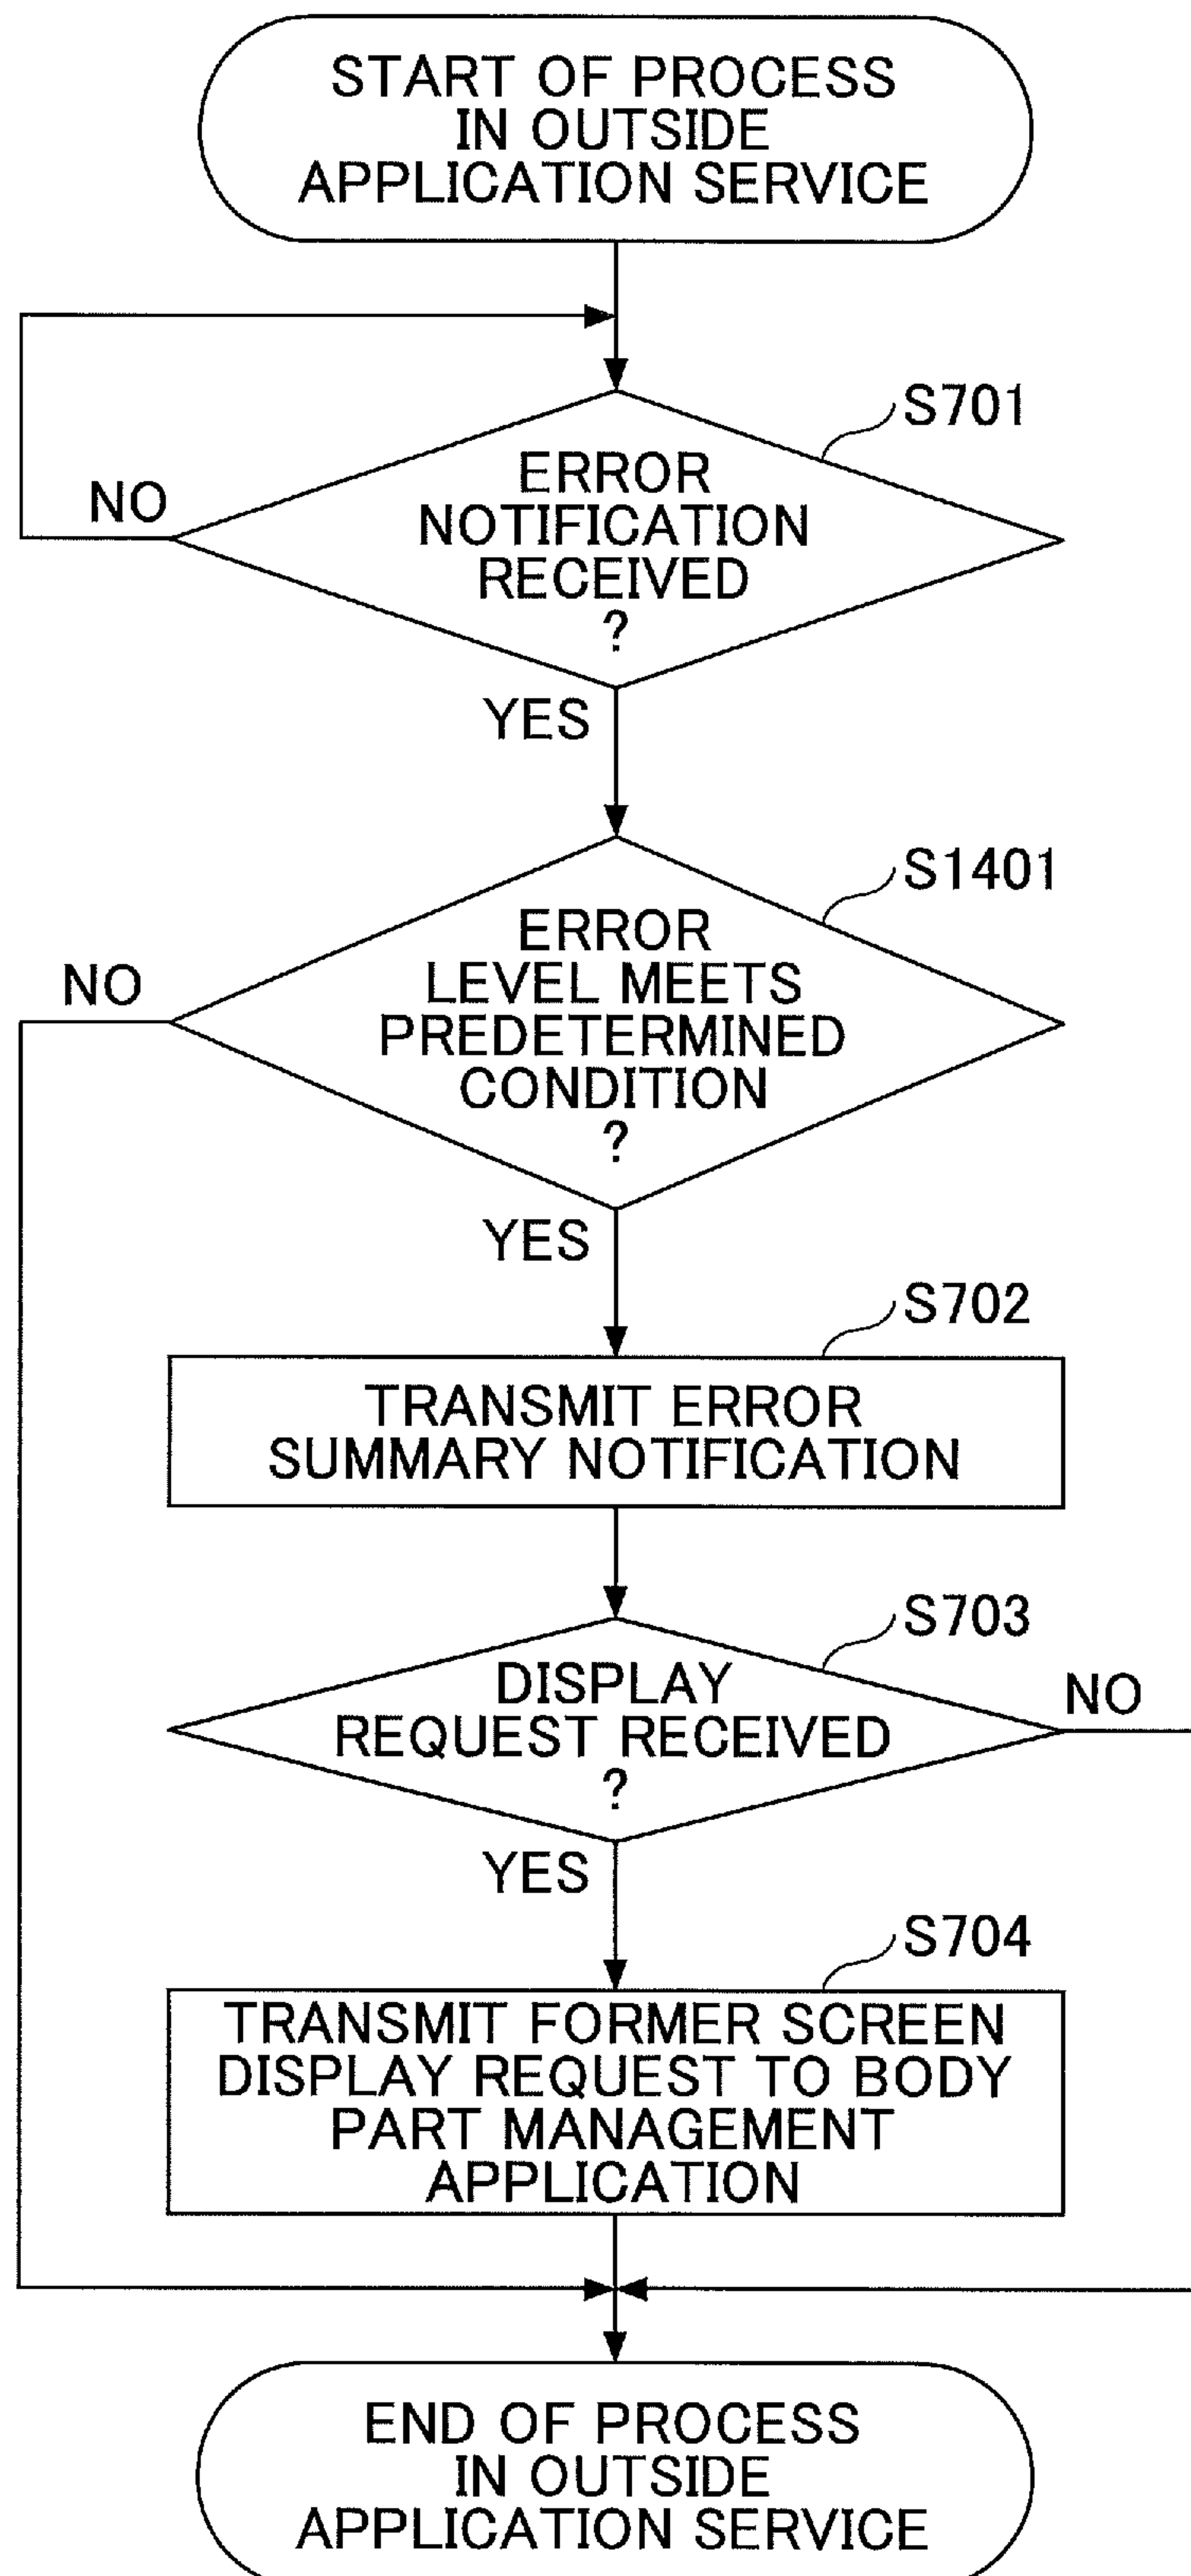 START OF PROCESS
IN OUTSIDE
APPLICATION SERVICE
S701
ERROR
NOTIFICATION
RECEIVED
?
NO
YES
S1401
ERROR
LEVEL MEETS
PREDETERMINED
CONDITION
?
NO
YES
S702
TRANSMIT ERROR
SUMMARY NOTIFICATION
S703
DISPLAY
REQUEST RECEIVED
?
NO
YES
S704
TRANSMIT FORMER SCREEN
DISPLAY REQUEST TO BODY
PART MANAGEMENT
APPLICATION
END OF PROCESS
IN OUTSIDE
APPLICATION SERVICE